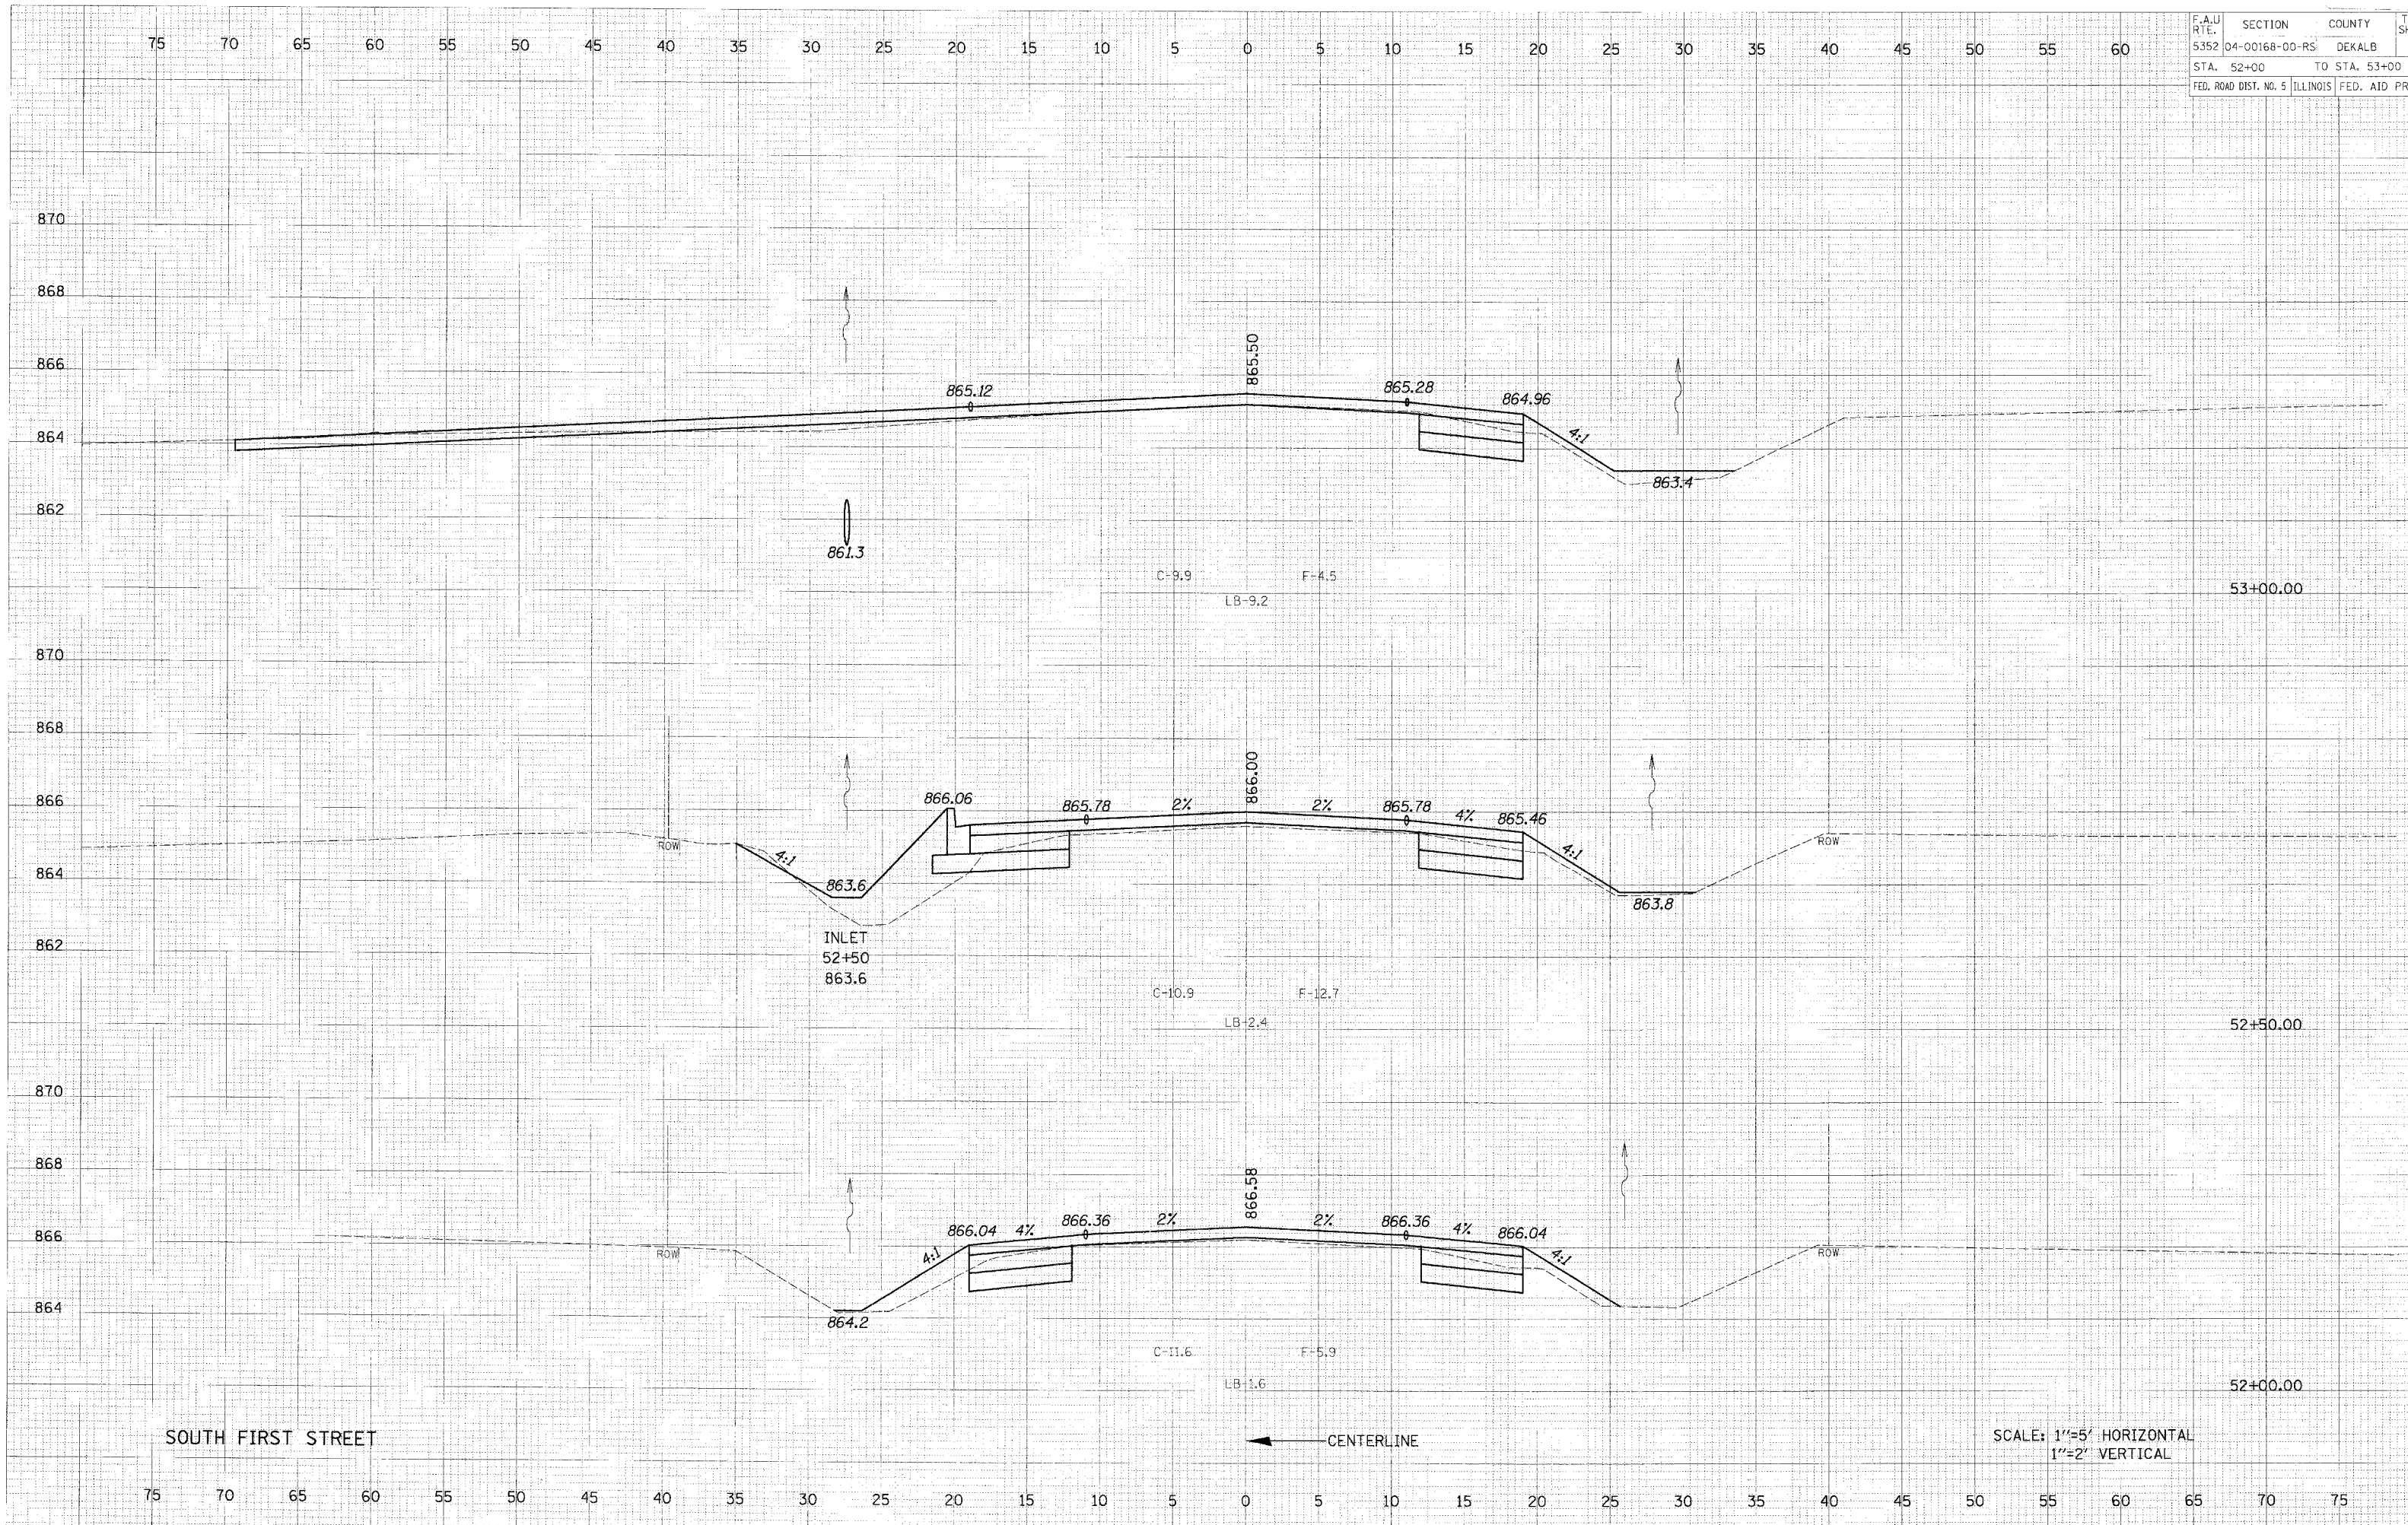 F.A.U RTE. SECTION COUNTY
5352 04-00168-00-RS DEKALB
STA. 52+00 TO STA. 53+00
FED. ROAD DIST. NO. 5 ILLINOIS FED. AID
75 70 65 60 55 50 45 40 35 30 25 20 15 10 5 0 5 10 15 20 25 30 35 40 45 50 55 60
870
868
866
865.50
865.12 865.28 864.96
864
4:1
863.4
862
861.3
C-9.9 F-4.5
LB-9.2
53+00.00
870
868
866
866.00
866.06 865.78 2% 2% 865.78 4% 865.46
ROW 4:1 4:1 ROW
864
863.6 863.8
862
INLET
52+50
863.6
C-10.9 F-12.7
LB-2.4
52+50.00
870
868
866.58
866
866.04 4% 866.36 2% 2% 866.36 4% 866.04
ROW 4:1 4:1 ROW
864
864.2
C-11.6 F-5.9
LB-1.6
52+00.00
SOUTH FIRST STREET
CENTERLINE
SCALE: 1"=5' HORIZONTAL
1"=2' VERTICAL
75 70 65 60 55 50 45 40 35 30 25 20 15 10 5 0 5 10 15 20 25 30 35 40 45 50 55 60 65 70 75